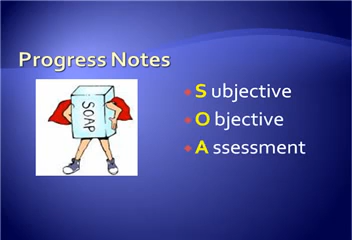 Progress Notes
SOAP
S ubjective
O bjective
A ssessment